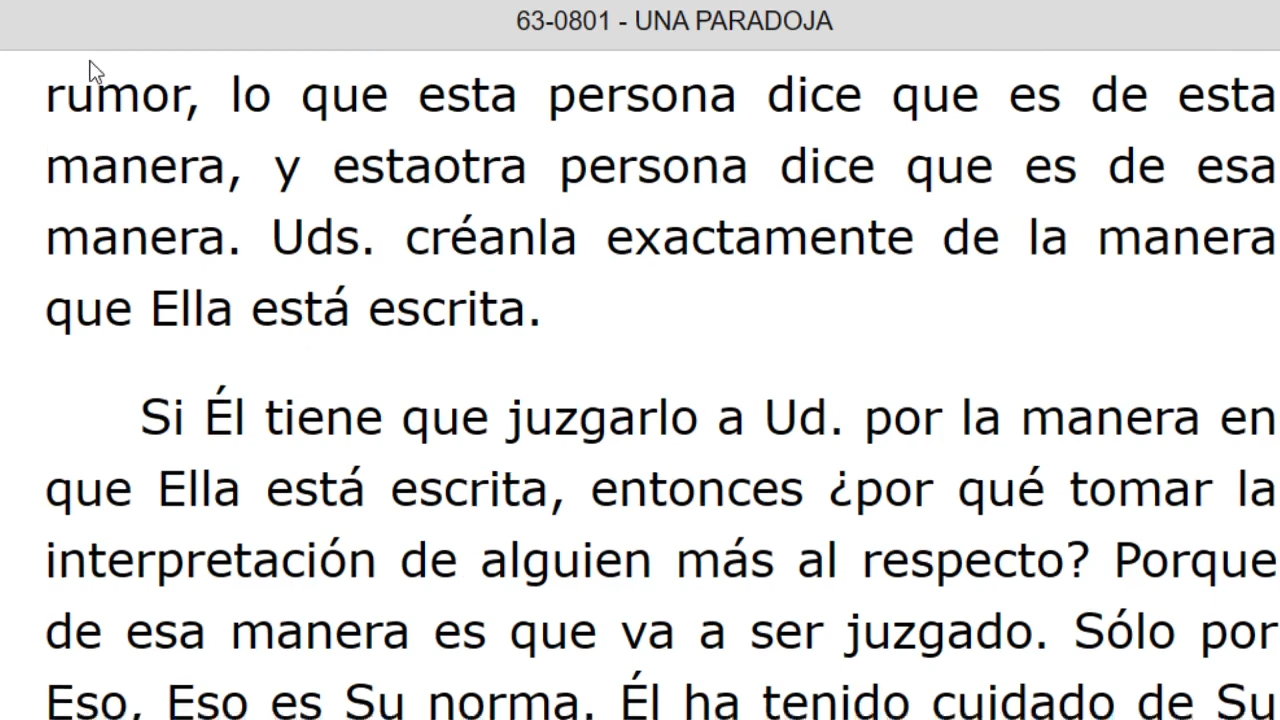 63-0801 - UNA PARADOJA
rumor, lo que esta persona dice que es de esta
manera, y estaotra persona dice que es de esa
manera. Uds. créanla exactamente de la manera
que Ella está escrita.
Si Él tiene que juzgarlo a Ud. por la manera en
que Ella está escrita, entonces ¿por qué tomar la
interpretación de alguien más al respecto? Porque
de esa manera es que va a ser juzgado. Sólo por
Eso, Eso es Su norma. Él ha tenido cuidado de Su